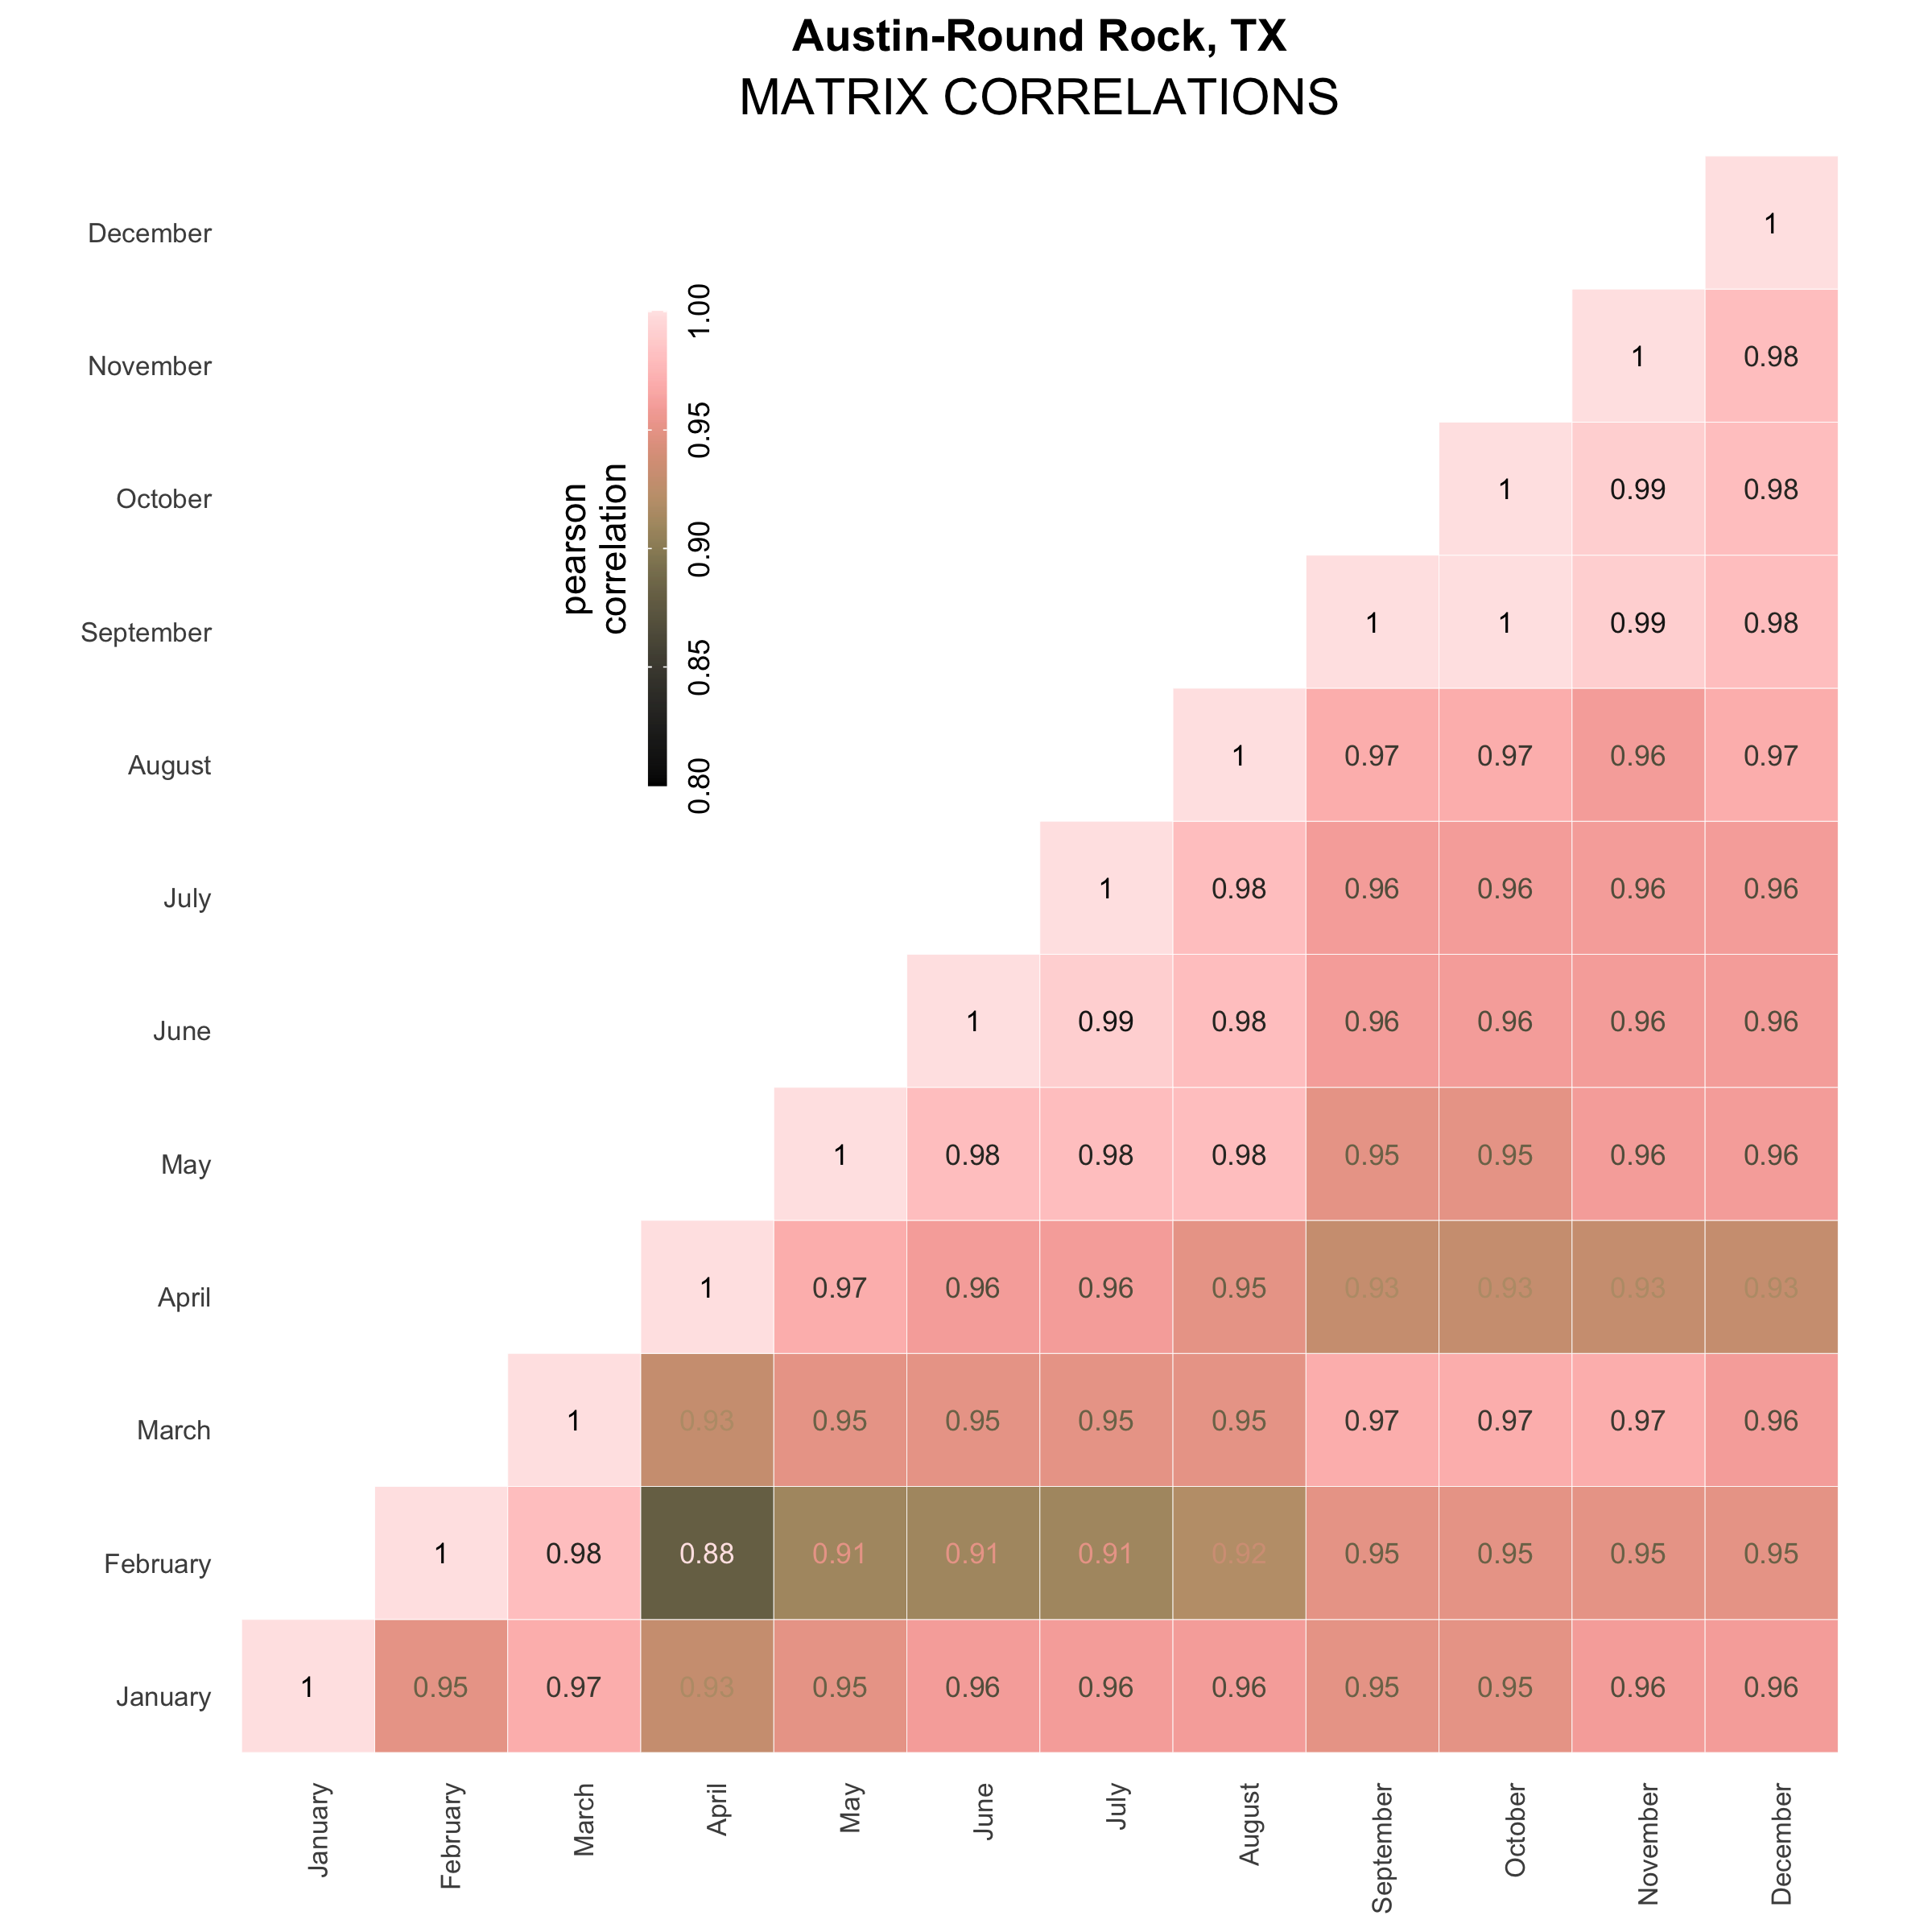 Austin-Round Rock, TX
MATRIX CORRELATIONS
pearson
correlation
1.00
0.95
0.90
0.85
0.80
December 1
November 1 0.98
October 1 0.99 0.98
September 1 1 0.99 0.98
August 1 0.97 0.97 0.96 0.97
July 1 0.98 0.96 0.96 0.96 0.96
June 1 0.99 0.98 0.96 0.96 0.96 0.96
May 1 0.98 0.98 0.98 0.95 0.95 0.96 0.96
April 1 0.97 0.96 0.96 0.95 0.93 0.93 0.93 0.93
March 1 0.93 0.95 0.95 0.95 0.95 0.97 0.97 0.97 0.96
February 1 0.98 0.88 0.91 0.91 0.91 0.92 0.95 0.95 0.95 0.95
January 1 0.95 0.97 0.93 0.95 0.96 0.96 0.96 0.95 0.95 0.96 0.96
January February March April May June July August September October November December